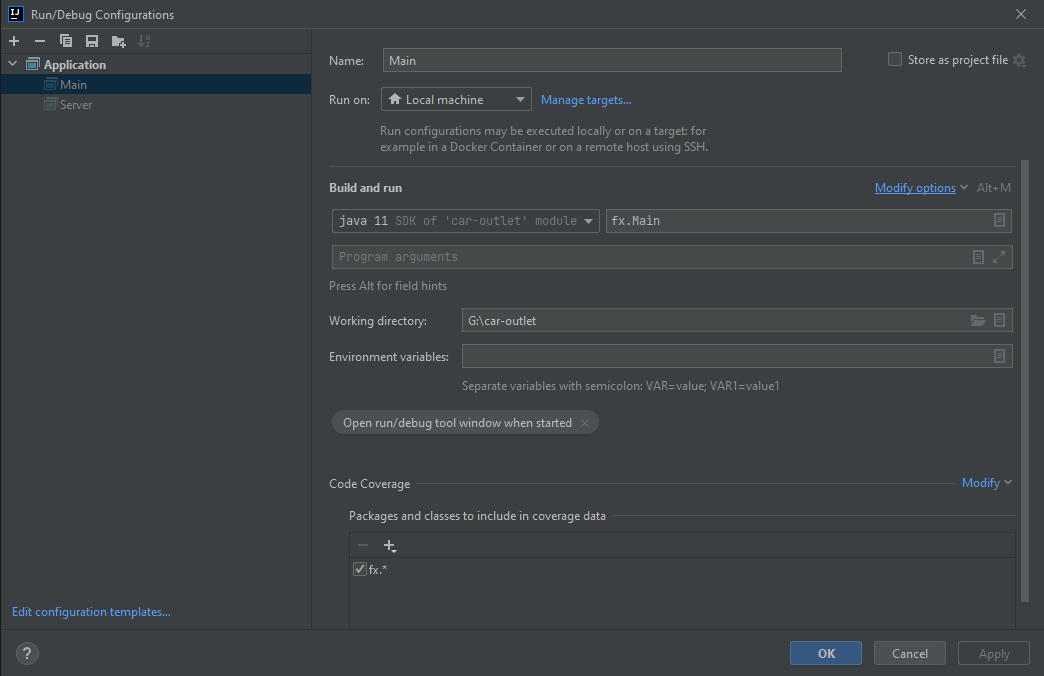 Run/Debug Configurations
Application
Main
Server
Edit configuration templates...
Name: Main Store as project file
Run on: Local machine Manage targets...
Run configurations may be executed locally or on a target: for
example in a Docker Container or on a remote host using SSH.
Build and run Modify options Alt+M
java 11 SDK of 'car-outlet' module fx.Main
Program arguments
Press Alt for field hints
Working directory: G:\car-outlet
Environment variables:
Separate variables with semicolon: VAR=value; VAR1=value1
Open run/debug tool window when started
Code Coverage Modify
Packages and classes to include in coverage data
fx.*
? OK Cancel Apply